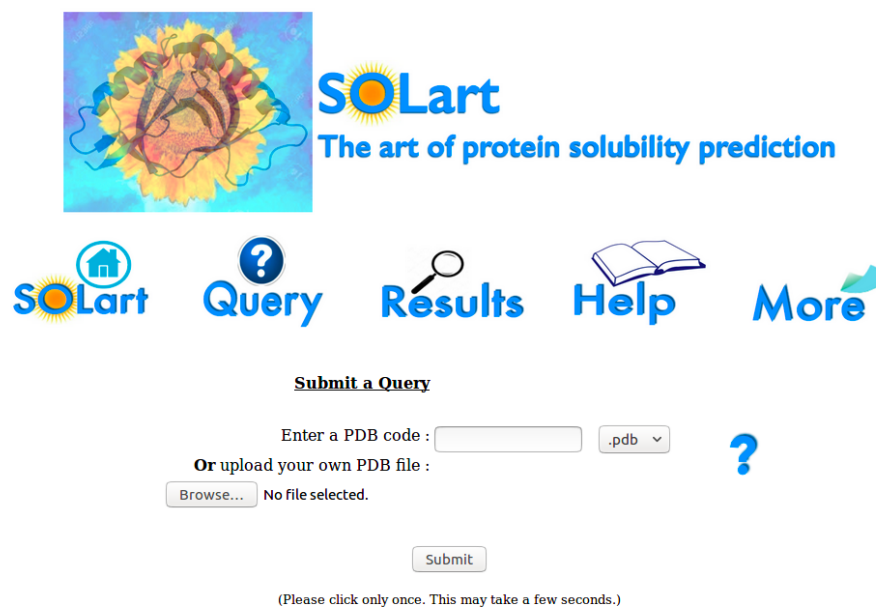 SOLart
The art of protein solubility prediction
SOLart
Query
Results
Help
More
Submit a Query
Enter a PDB code :
.pdb
Or upload your own PDB file :
Browse... No file selected.
Submit
(Please click only once. This may take a few seconds.)